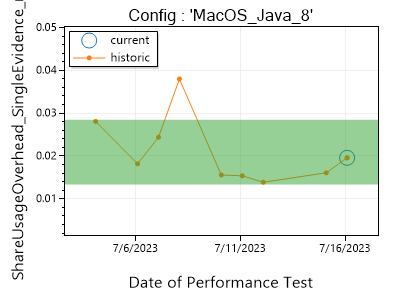 Config : 'MacOS_Java_8'
ShareUsageOverhead_SingleEvidence_
0.05
0.04
0.03
0.02
0.01
current
historic
7/6/2023
7/11/2023
7/16/2023
Date of Performance Test